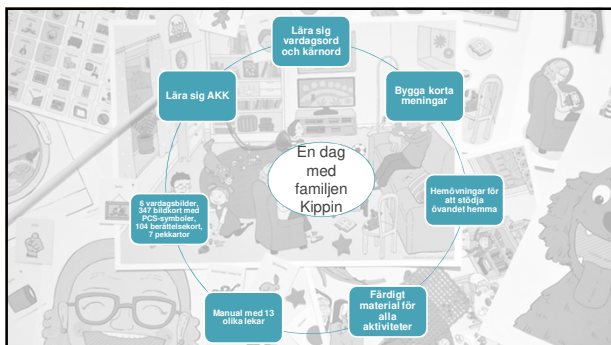 Lära sig
vardagsord
och kärnord
Lära sig AKK
Bygga korta
meningar
En dag
med
familjen
Kippin
6 vardagsbilder,
347 bildkort med
PCS-symboler,
104 berättelsekort,
7 pekkartor
Hemövningar för
att stödja
övandet hemma
Manual med 13
olika lekar
Färdigt
material för
alla
aktiviteter